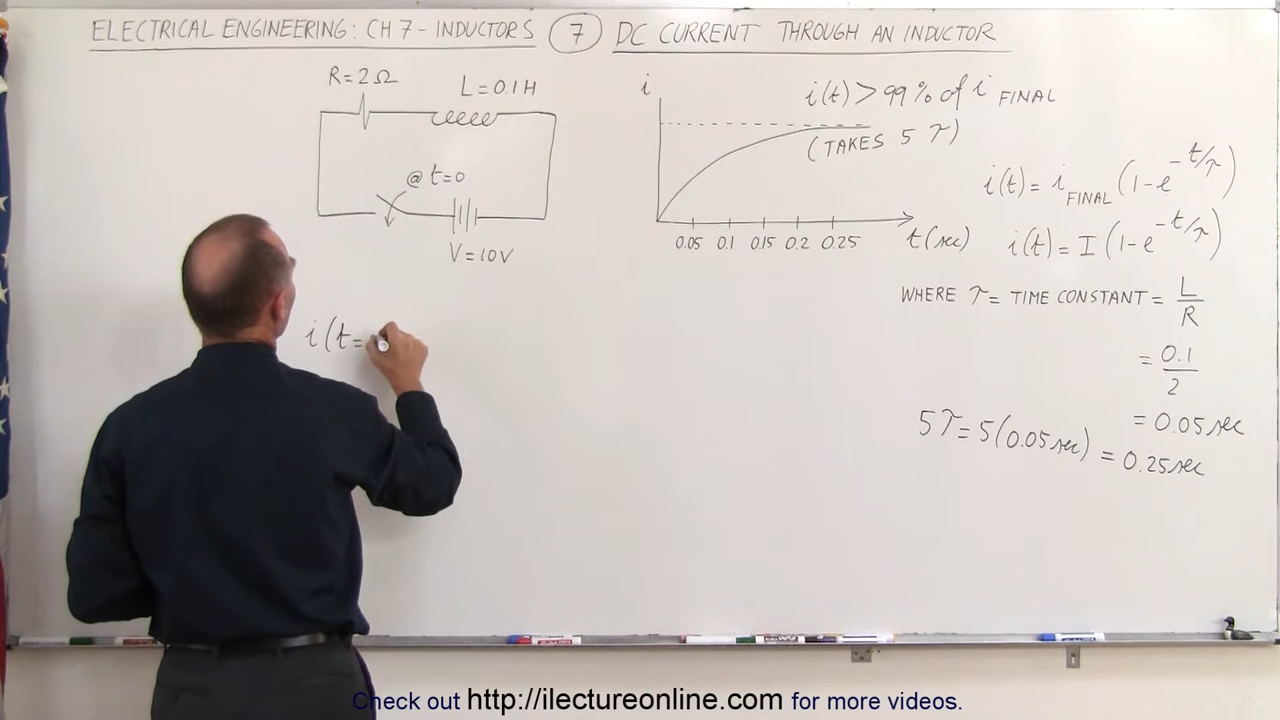 ELECTRICAL ENGINEERING: CH 7 - INDUCTORS 7 DC CURRENT THROUGH AN INDUCTOR
R=2Ω
L=0.1H
@ t=0
V=10V
i
i(t) > 99% of i FINAL
(TAKES 5 τ)
0.05 0.1 0.15 0.2 0.25
t(sec)
i(t) = i FINAL (1-e^-t/τ)
i(t) = I (1-e^-t/τ)
WHERE τ = TIME CONSTANT = L/R
= 0.1/2
= 0.05 sec
5τ = 5(0.05 sec) = 0.25 sec
i(t=
Check out http://ilectureonline.com for more videos.